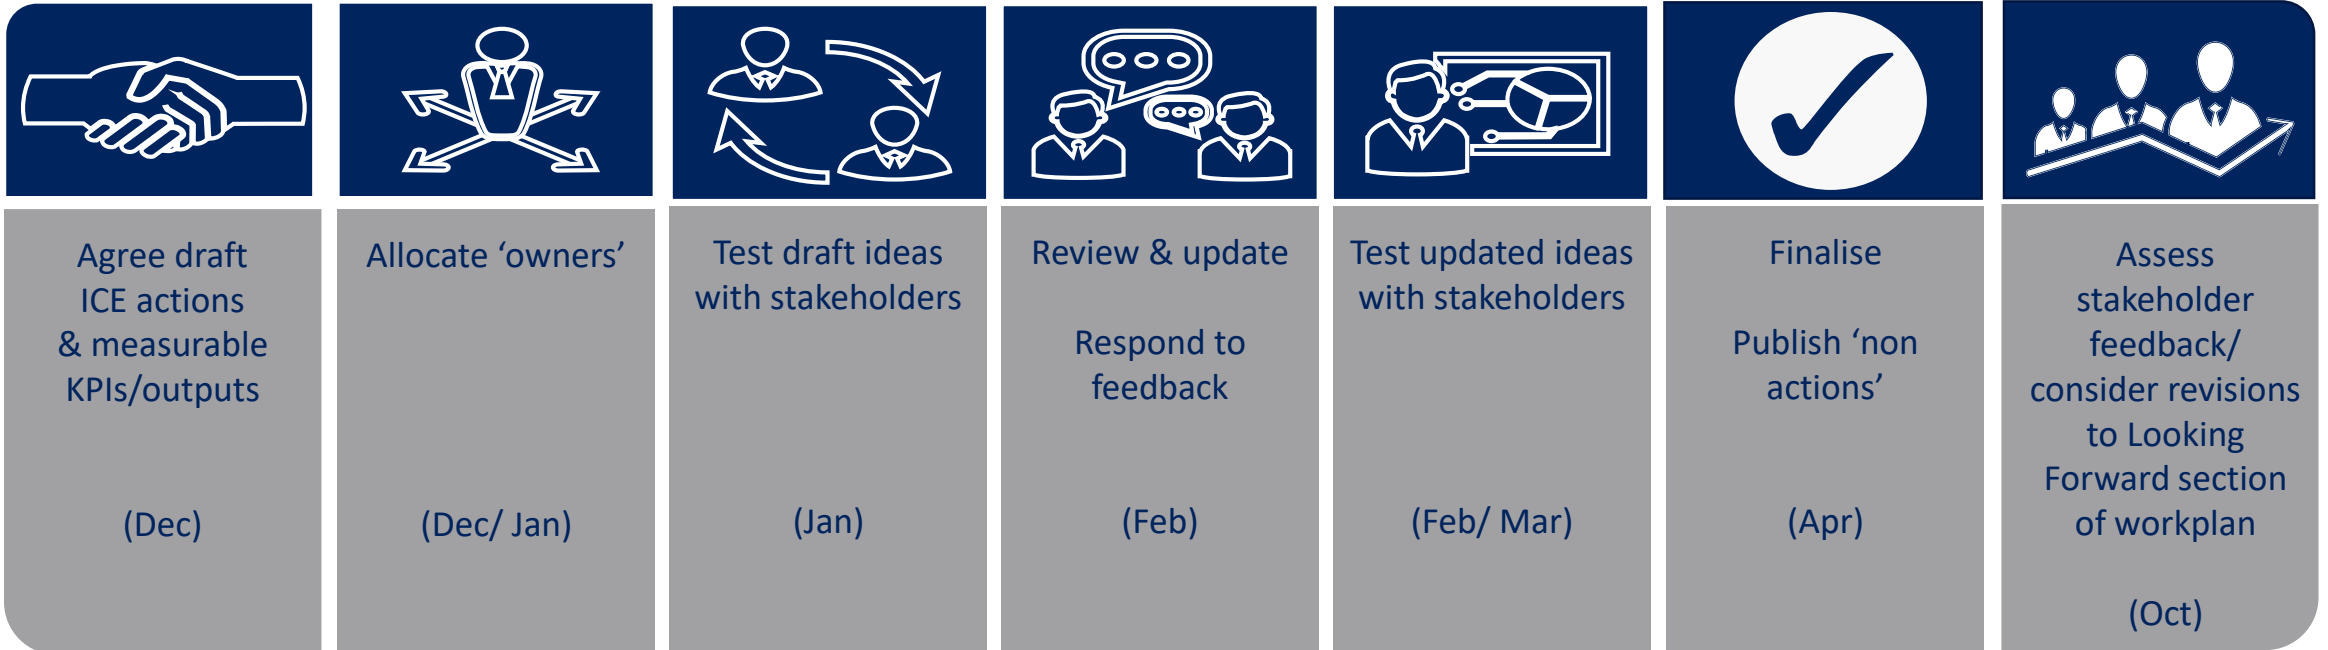 Agree draft
ICE actions
& measurable
KPIs/outputs
(Dec)
Allocate ‘owners’
(Dec/ Jan)
Test draft ideas
with stakeholders
(Jan)
Review & update
Respond to
feedback
(Feb)
Test updated ideas
with stakeholders
(Feb/ Mar)
Finalise
Publish ‘non
actions’
(Apr)
Assess
stakeholder
feedback/
consider revisions
to Looking
Forward section
of workplan
(Oct)